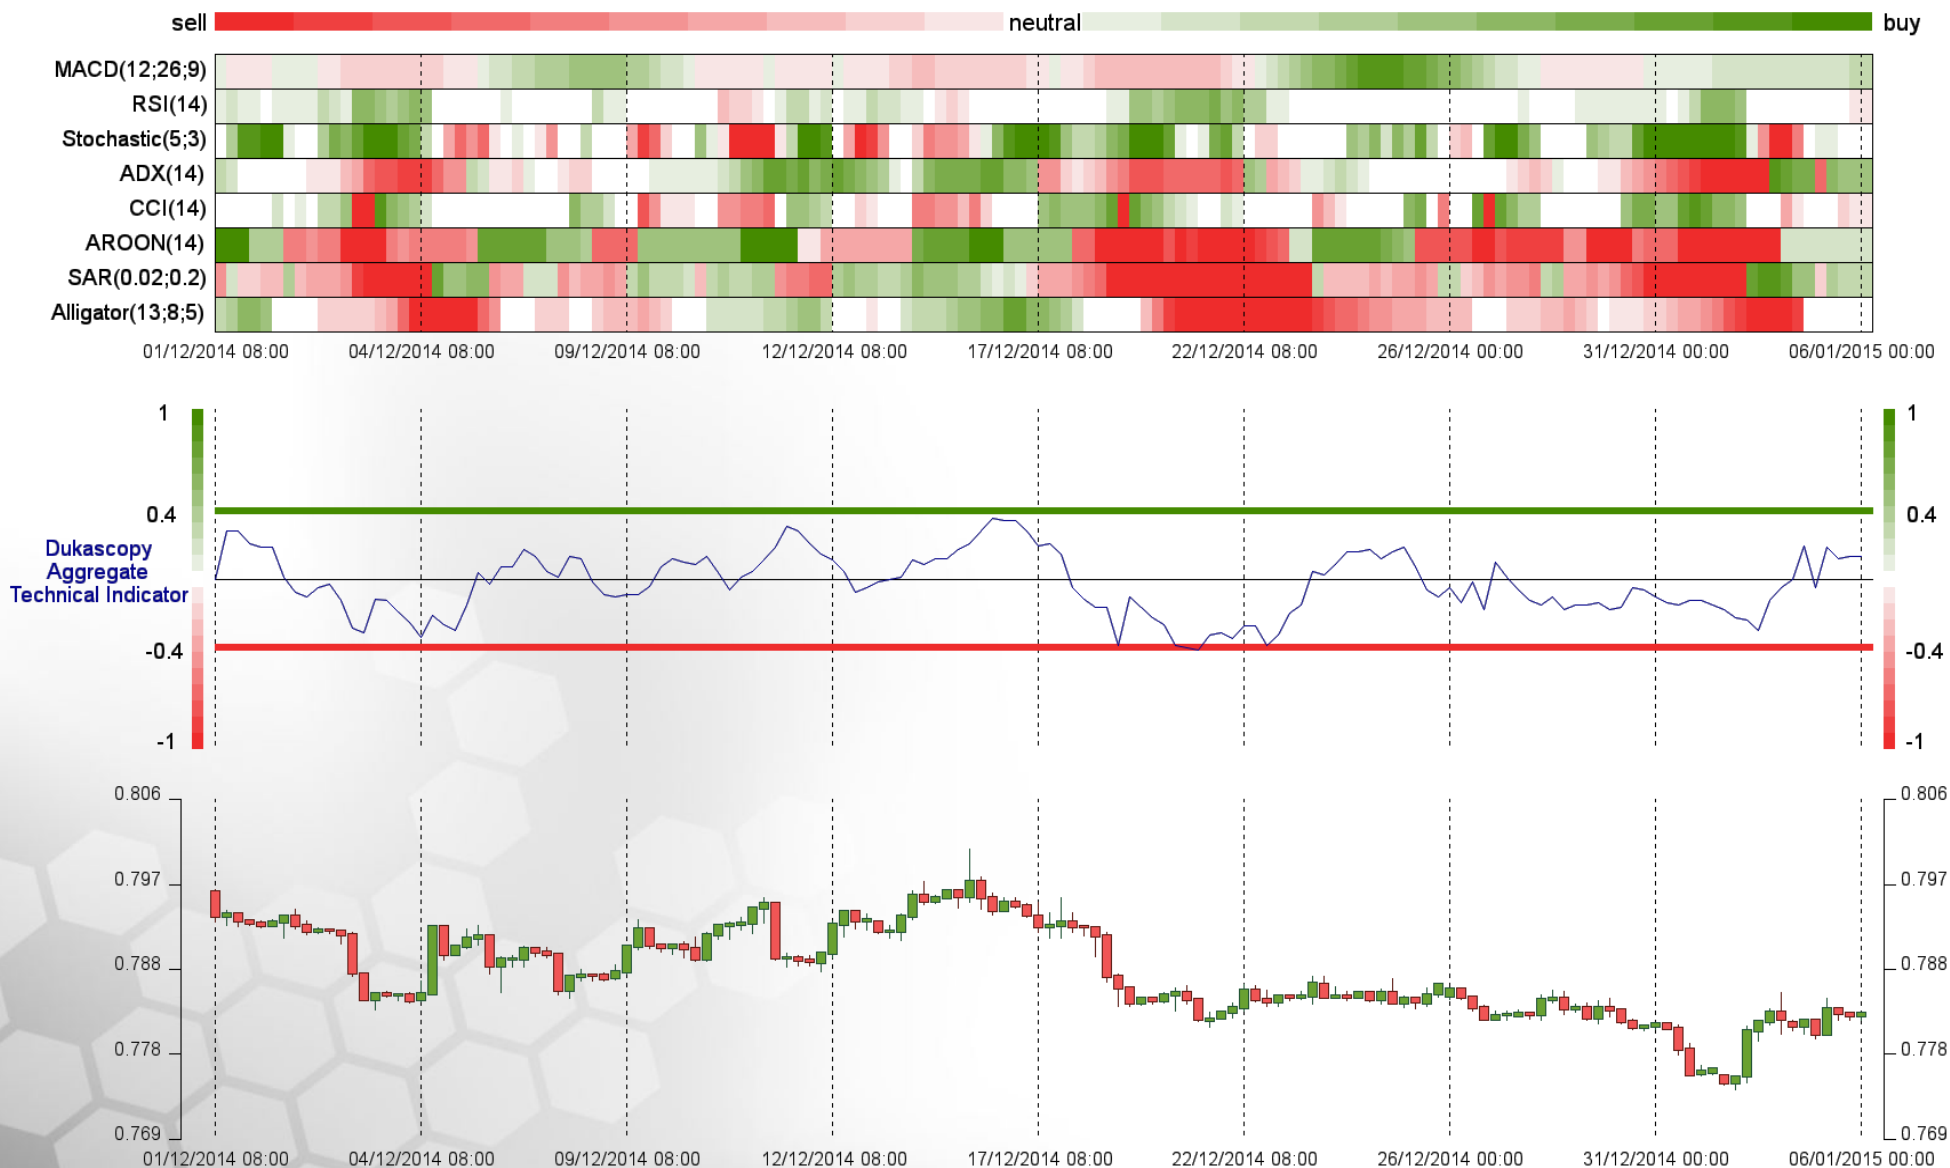 sell neutral buy
MACD(12;26;9)
RSI(14)
Stochastic(5;3)
ADX(14)
CCI(14)
AROON(14)
SAR(0.02;0.2)
Alligator(13;8;5)
01/12/2014 08:00 04/12/2014 08:00 09/12/2014 08:00 12/12/2014 08:00 17/12/2014 08:00 22/12/2014 08:00 26/12/2014 00:00 31/12/2014 00:00 06/01/2015 00:00
1 1
0.4 0.4
Dukascopy
Aggregate
Technical Indicator
-0.4 -0.4
-1 -1
0.806 0.806
0.797 0.797
0.788 0.788
0.778 0.778
0.769 0.769
01/12/2014 08:00 04/12/2014 08:00 09/12/2014 08:00 12/12/2014 08:00 17/12/2014 08:00 22/12/2014 08:00 26/12/2014 00:00 31/12/2014 00:00 06/01/2015 00:00